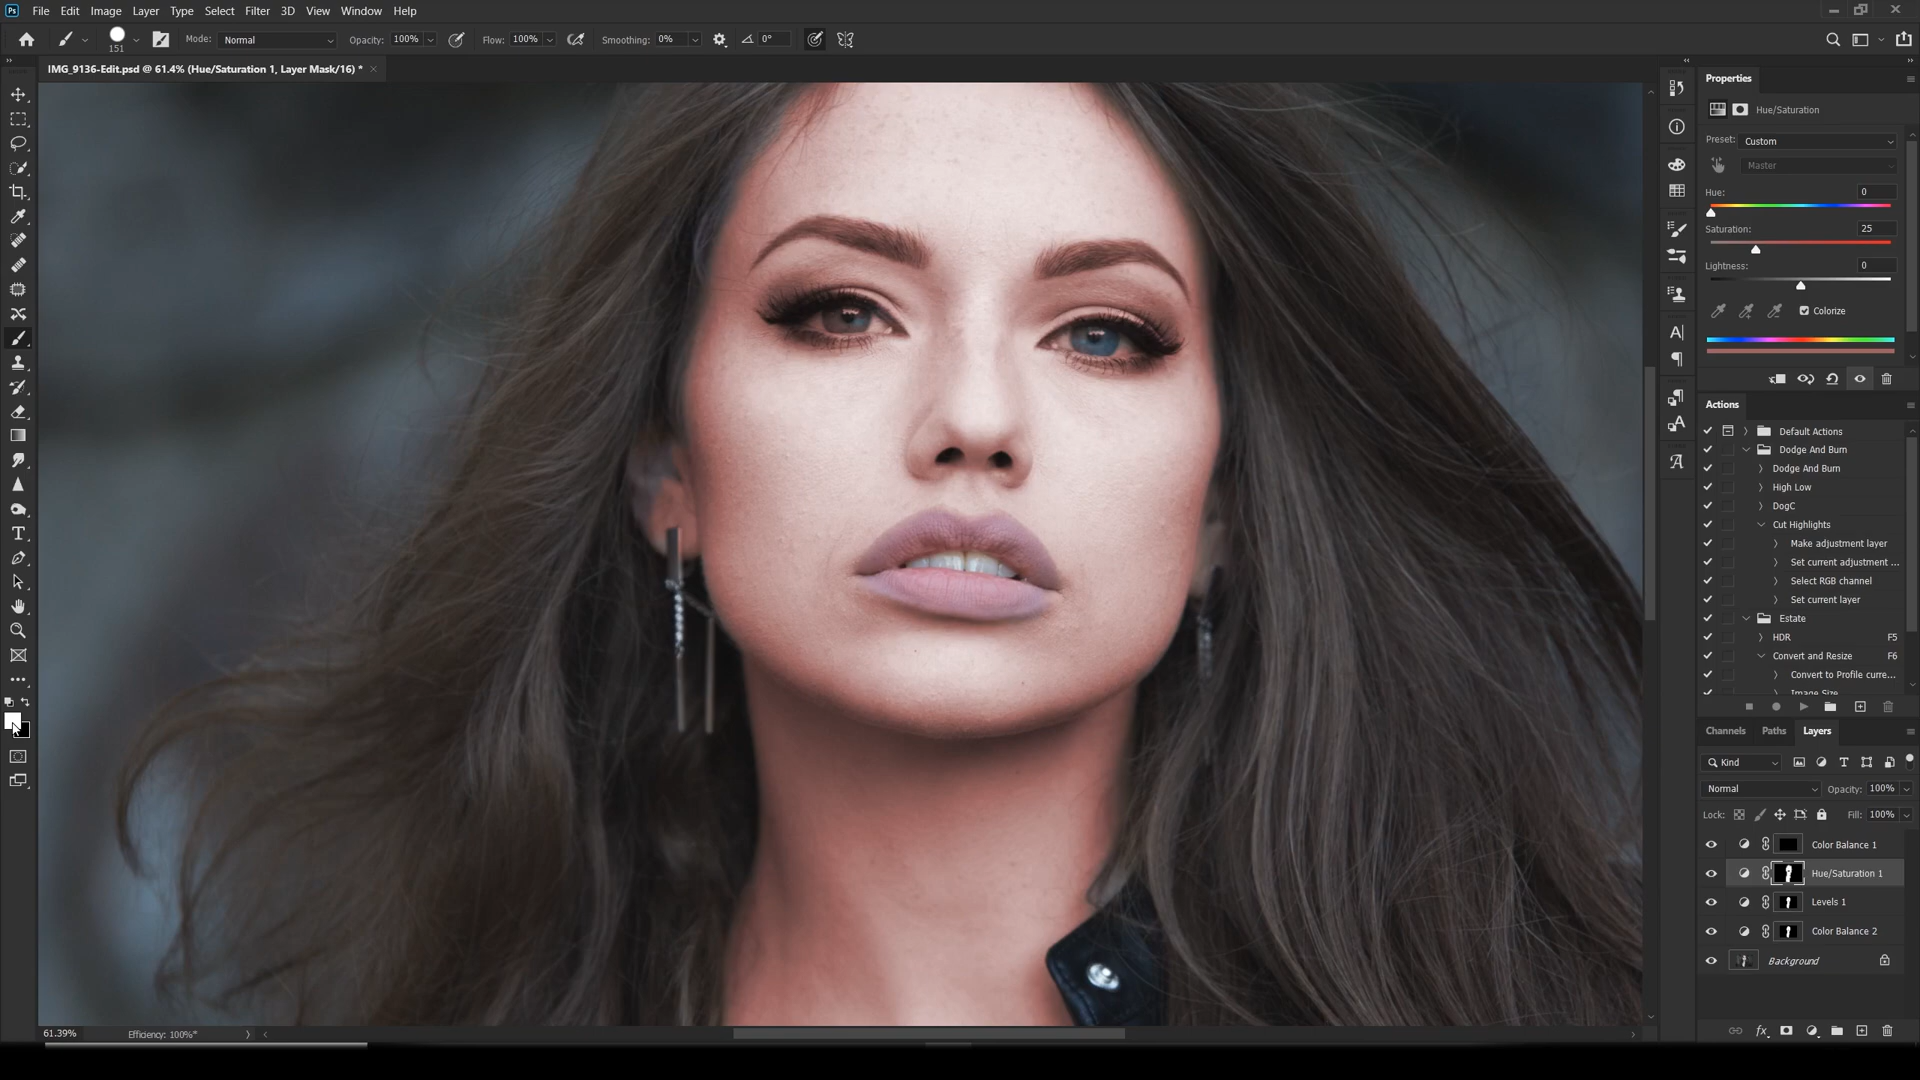 Ps File Edit Image Layer Type Select Filter 3D View Window Help
151 Mode: Normal Opacity: 100% Flow: 100% Smoothing: 0% 0°
IMG_9136-Edit.psd @ 61.4% (Hue/Saturation 1, Layer Mask/16) * ×
Properties
Hue/Saturation
Preset: Custom
Master
Hue: 0
Saturation: 25
Lightness: 0
Colorize
Actions
Default Actions
Dodge And Burn
Dodge And Burn
High Low
DogC
Cut Highlights
Make adjustment layer
Set current adjustment ...
Select RGB channel
Set current layer
Estate
HDR F5
Convert and Resize F6
Convert to Profile curre...
Image Size
Channels Paths Layers
Kind
Normal Opacity: 100%
Lock: Fill: 100%
Color Balance 1
Hue/Saturation 1
Levels 1
Color Balance 2
Background
61.39% Efficiency: 100%*